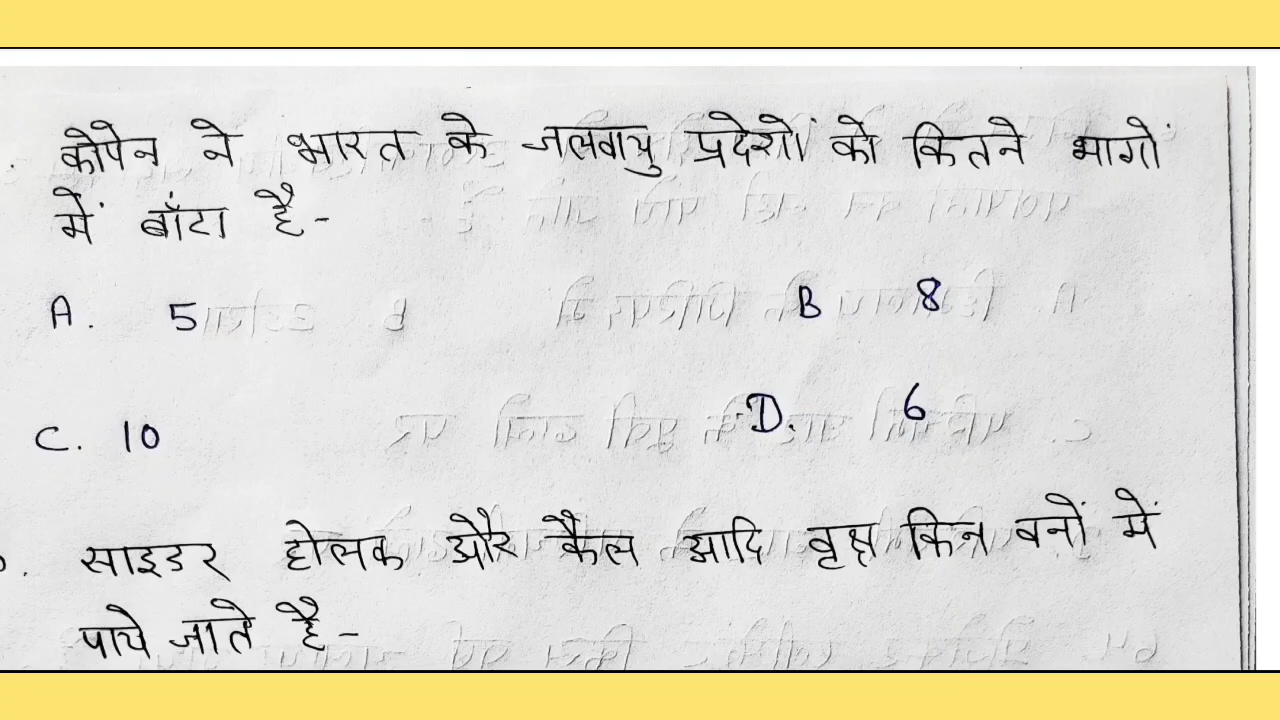 . कोपेन ने भारत के जलवायु प्रदेशों को कितने भागों
में बाँटा है-
A. 5 B 8
C. 10 D. 6
. साइडर होलक और कैल आदि वृक्ष किन वनों में
पाये जाते है-